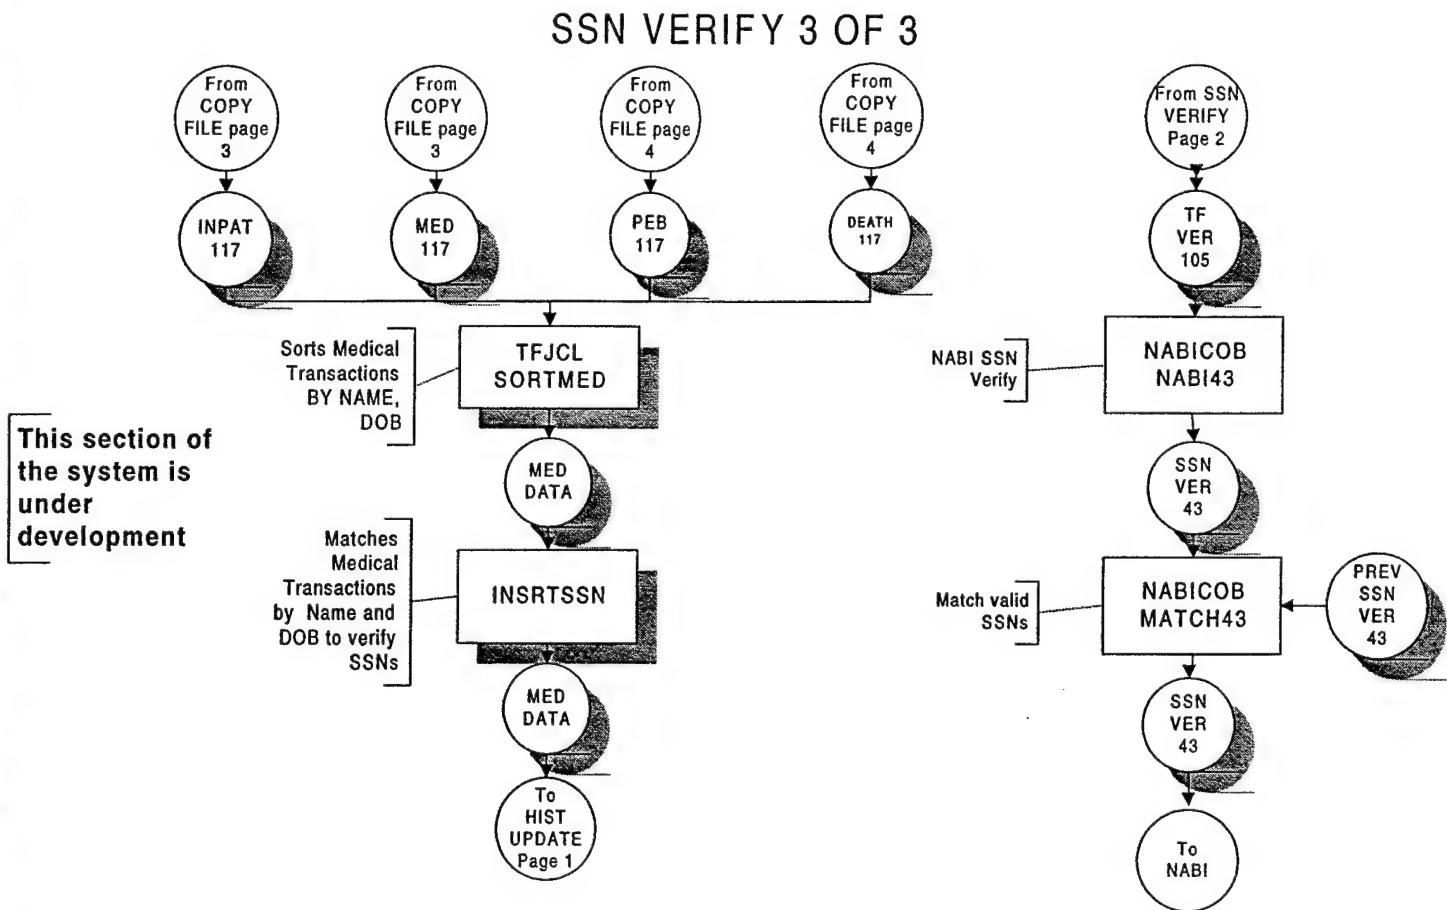 SSN VERIFY 3 OF 3
From
COPY
FILE page
3
From
COPY
FILE page
3
From
COPY
FILE page
4
From
COPY
FILE page
4
From SSN
VERIFY
Page 2
INPAT
117
MED
117
PEB
117
DEATH
117
TF
VER
105
Sorts Medical
Transactions
BY NAME,
DOB
TFJCL
SORTMED
NABI SSN
Verify
NABICOB
NABI43
This section of
the system is
under
development
MED
DATA
SSN
VER
43
Matches
Medical
Transactions
by Name and
DOB to verify
SSNs
INSRTSSN
Match valid
SSNs
NABICOB
MATCH43
PREV
SSN
VER
43
MED
DATA
SSN
VER
43
To
HIST
UPDATE
Page 1
To
NABI